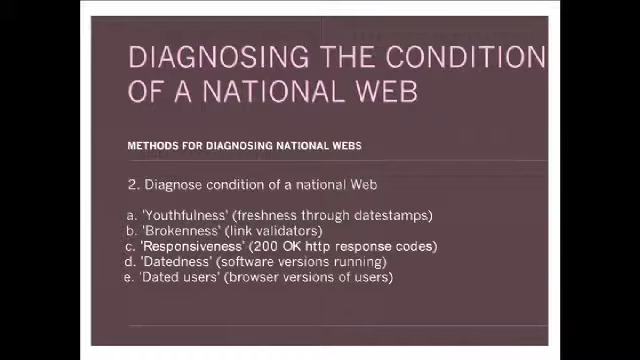 DIAGNOSING THE CONDITION
OF A NATIONAL WEB
METHODS FOR DIAGNOSING NATIONAL WEBS
2. Diagnose condition of a national Web
a. 'Youthfulness' (freshness through datestamps)
b. 'Brokenness' (link validators)
c. 'Responsiveness' (200 OK http response codes)
d. 'Datedness' (software versions running)
e. 'Dated users' (browser versions of users)